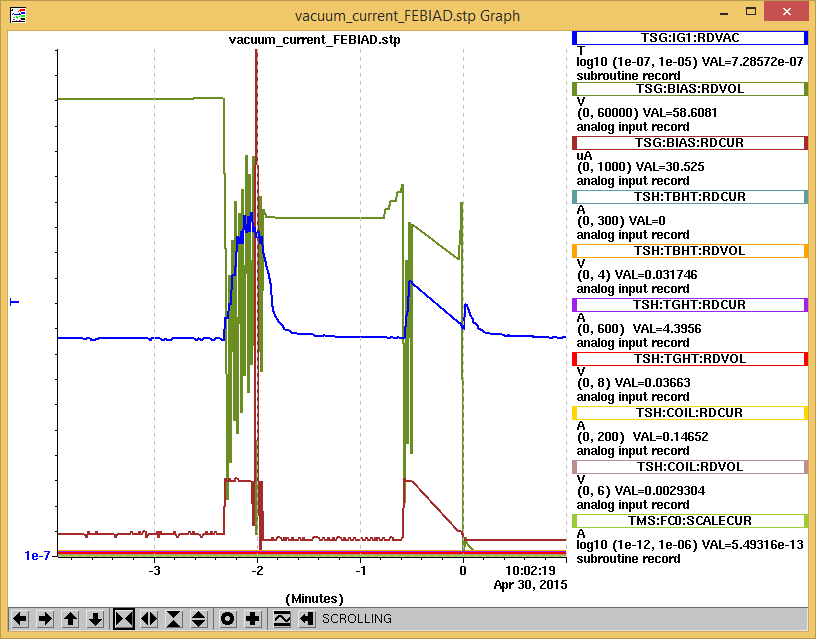 vacuum_current_FEBIAD.stp Graph
vacuum_current_FEBIAD.stp
T
1e-7
-3
-2
-1
0
10:02:19
Apr 30, 2015
(Minutes)
TSG:IG1:RDVAC
T
log10 (1e-07, 1e-05) VAL=7.28572e-07
subroutine record
TSG:BIAS:RDVOL
V
(0, 60000) VAL=58.6081
analog input record
TSG:BIAS:RDCUR
uA
(0, 1000) VAL=30.525
analog input record
TSH:TBHT:RDCUR
A
(0, 300) VAL=0
analog input record
TSH:TBHT:RDVOL
V
(0, 4) VAL=0.031746
analog input record
TSH:TGHT:RDCUR
A
(0, 600)  VAL=4.3956
analog input record
TSH:TGHT:RDVOL
V
(0, 8) VAL=0.03663
analog input record
TSH:COIL:RDCUR
A
(0, 200)  VAL=0.14652
analog input record
TSH:COIL:RDVOL
V
(0, 6) VAL=0.0029304
analog input record
TMS:FC0:SCALECUR
A
log10 (1e-12, 1e-06) VAL=5.49316e-13
subroutine record
SCROLLING